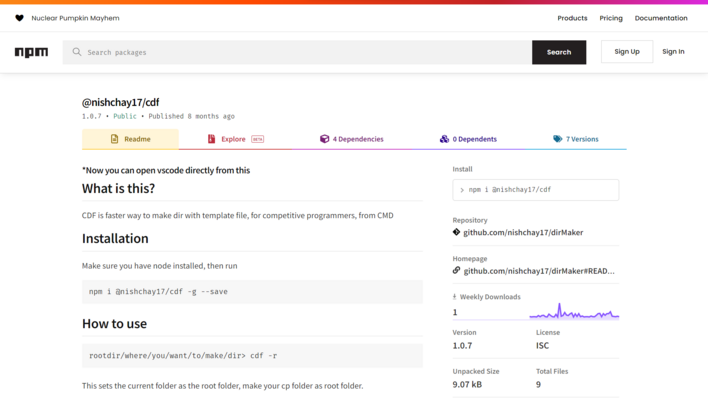 Nuclear Pumpkin Mayhem
Products
Pricing
Documentation
npm
Search packages
Search
Sign Up
Sign In
@nishchay17/cdf
1.0.7 • Public • Published 8 months ago
Readme
Explore BETA
4 Dependencies
0 Dependents
7 Versions
*Now you can open vscode directly from this
What is this?
CDF is faster way to make dir with template file, for competitive programmers, from CMD
Installation
Make sure you have node installed, then run
npm i @nishchay17/cdf -g --save
How to use
rootdir/where/you/want/to/make/dir> cdf -r
This sets the current folder as the root folder, make your cp folder as root folder.
Install
> npm i @nishchay17/cdf
Repository
github.com/nishchay17/dirMaker
Homepage
github.com/nishchay17/dirMaker#READ...
Weekly Downloads
1
Version
License
1.0.7
ISC
Unpacked Size
Total Files
9.07 kB
9